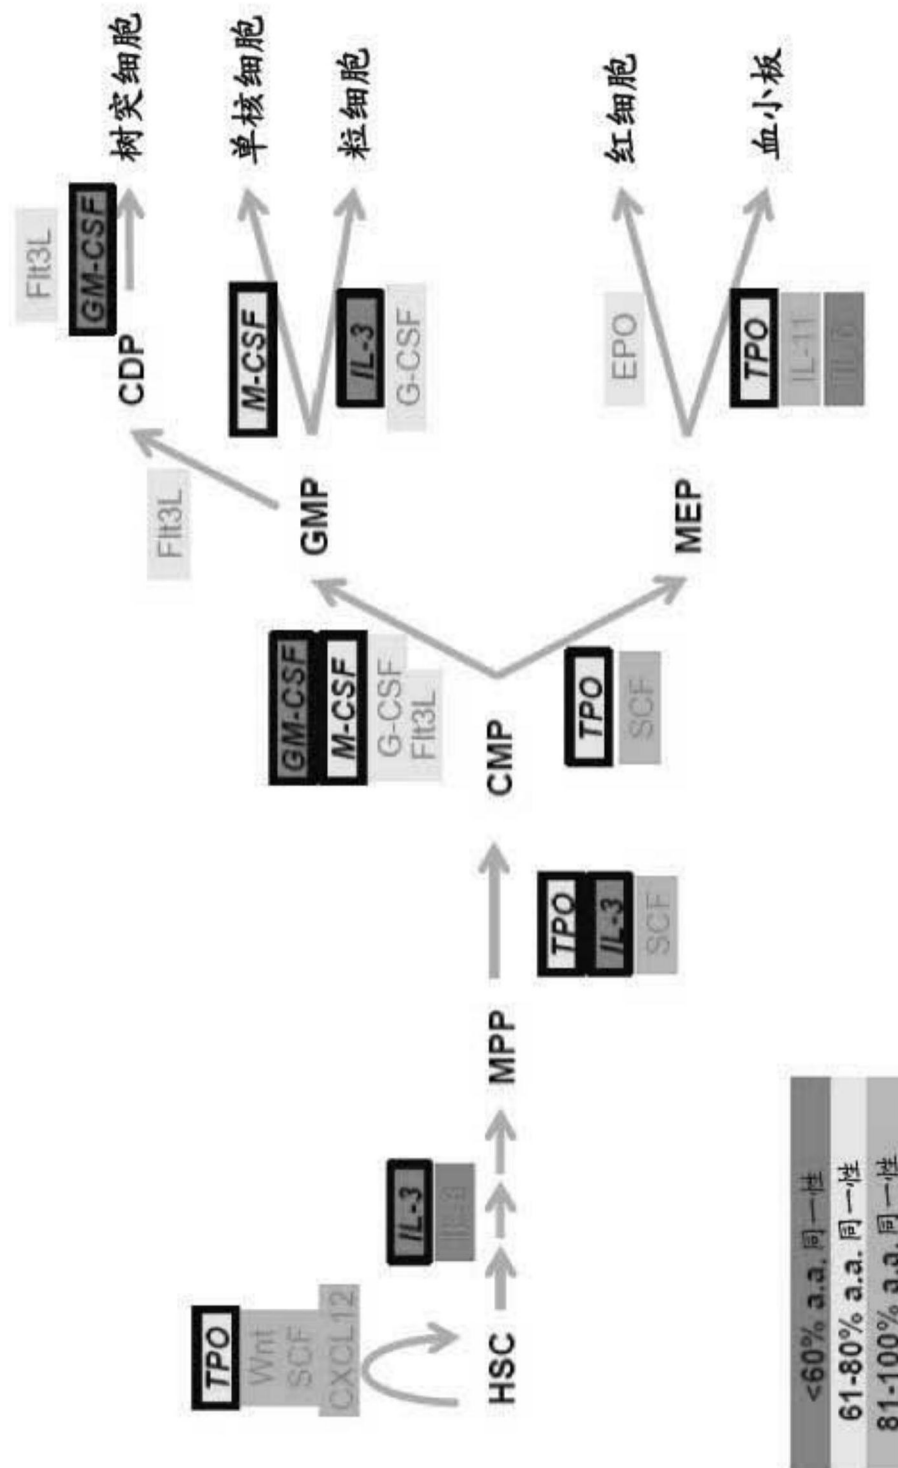 Flt3L
GM-CSF
CDP
树突细胞
Flt3L
TPO
Wnt
SCF
CXCL12
HSC
IL-3
MPP
TPO
IL-3
SCF
GM-CSF
M-CSF
G-CSF
Flt3L
CMP
TPO
SCF
GMP
M-CSF
单核细胞
IL-3
G-CSF
粒细胞
MEP
EPO
红细胞
TPO
IL-11
血小板
<60% a.a. 同一性
61-80% a.a. 同一性
81-100% a.a. 同一性